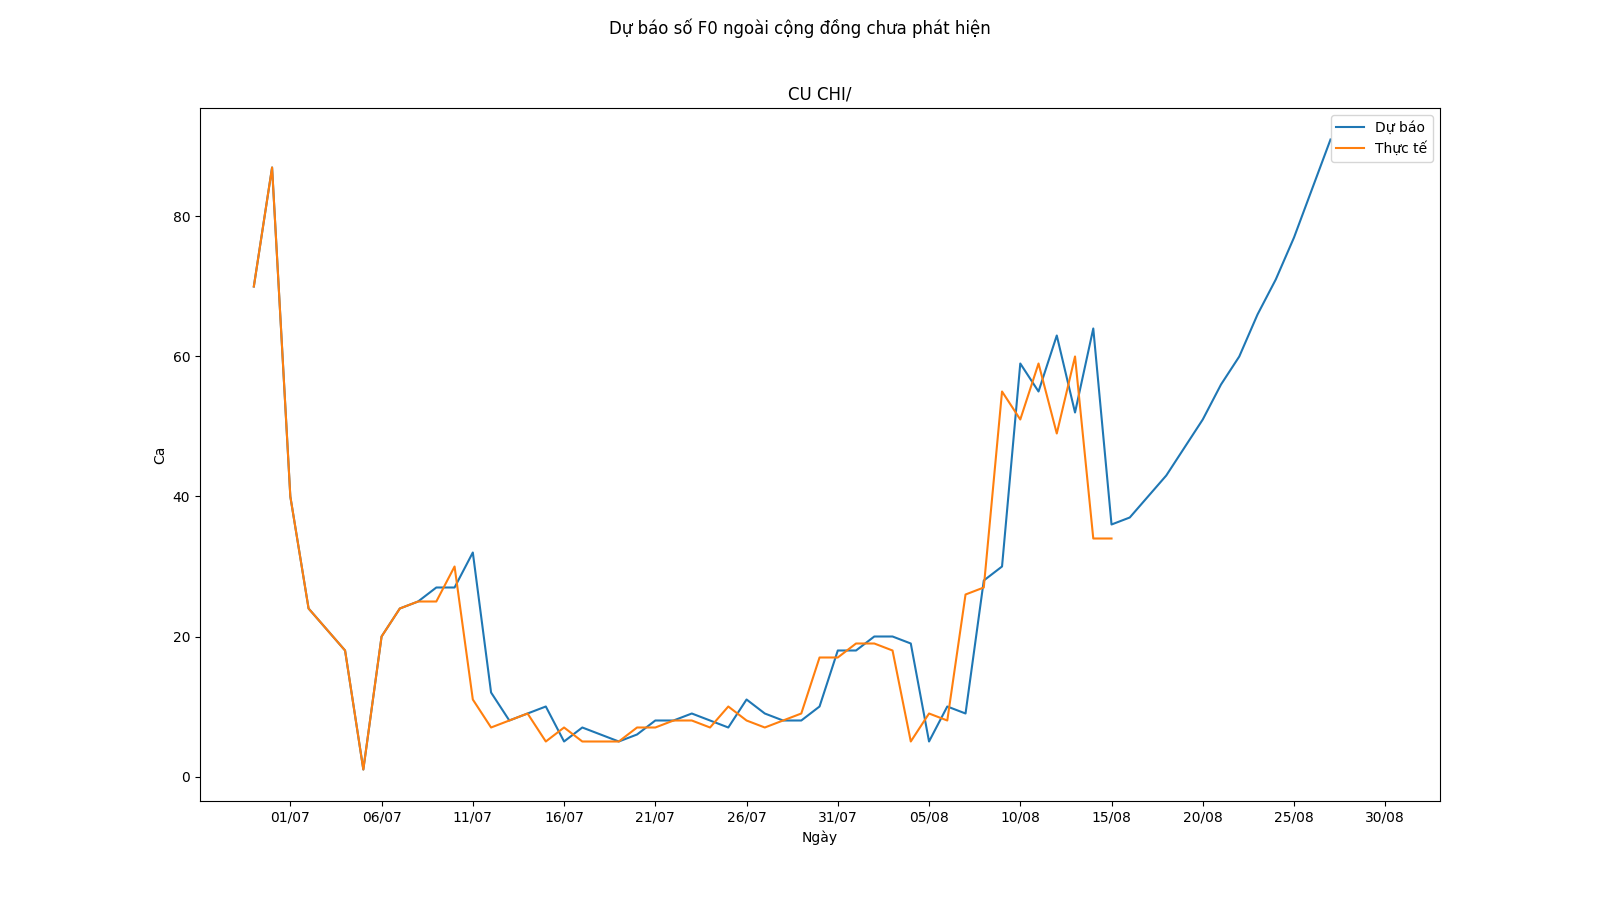 Dự báo số F0 ngoài cộng đồng chưa phát hiện
CU CHI/
Dự báo
Thực tế
80
60
40
20
0
Ca
01/07 06/07 11/07 16/07 21/07 26/07 31/07 05/08 10/08 15/08 20/08 25/08 30/08
Ngày